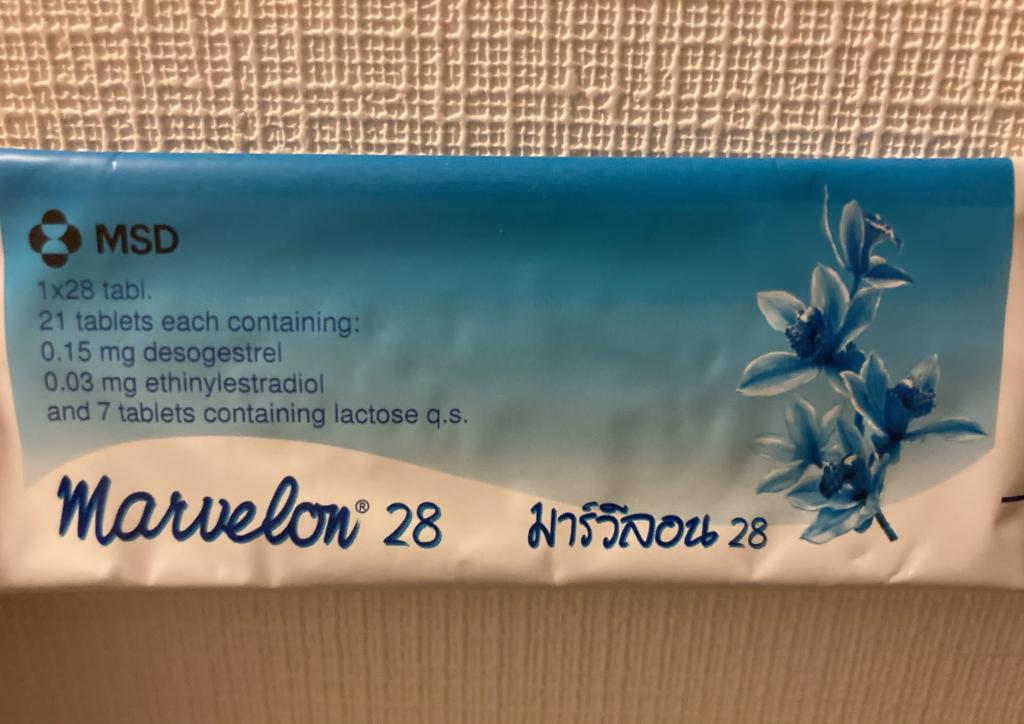 MSD
1x28 tabl.
21 tablets each containing:
0.15 mg desogestrel
0.03 mg ethinylestradiol
and 7 tablets containing lactose q.s.
Marvelon® 28
มาร์วีลอน 28